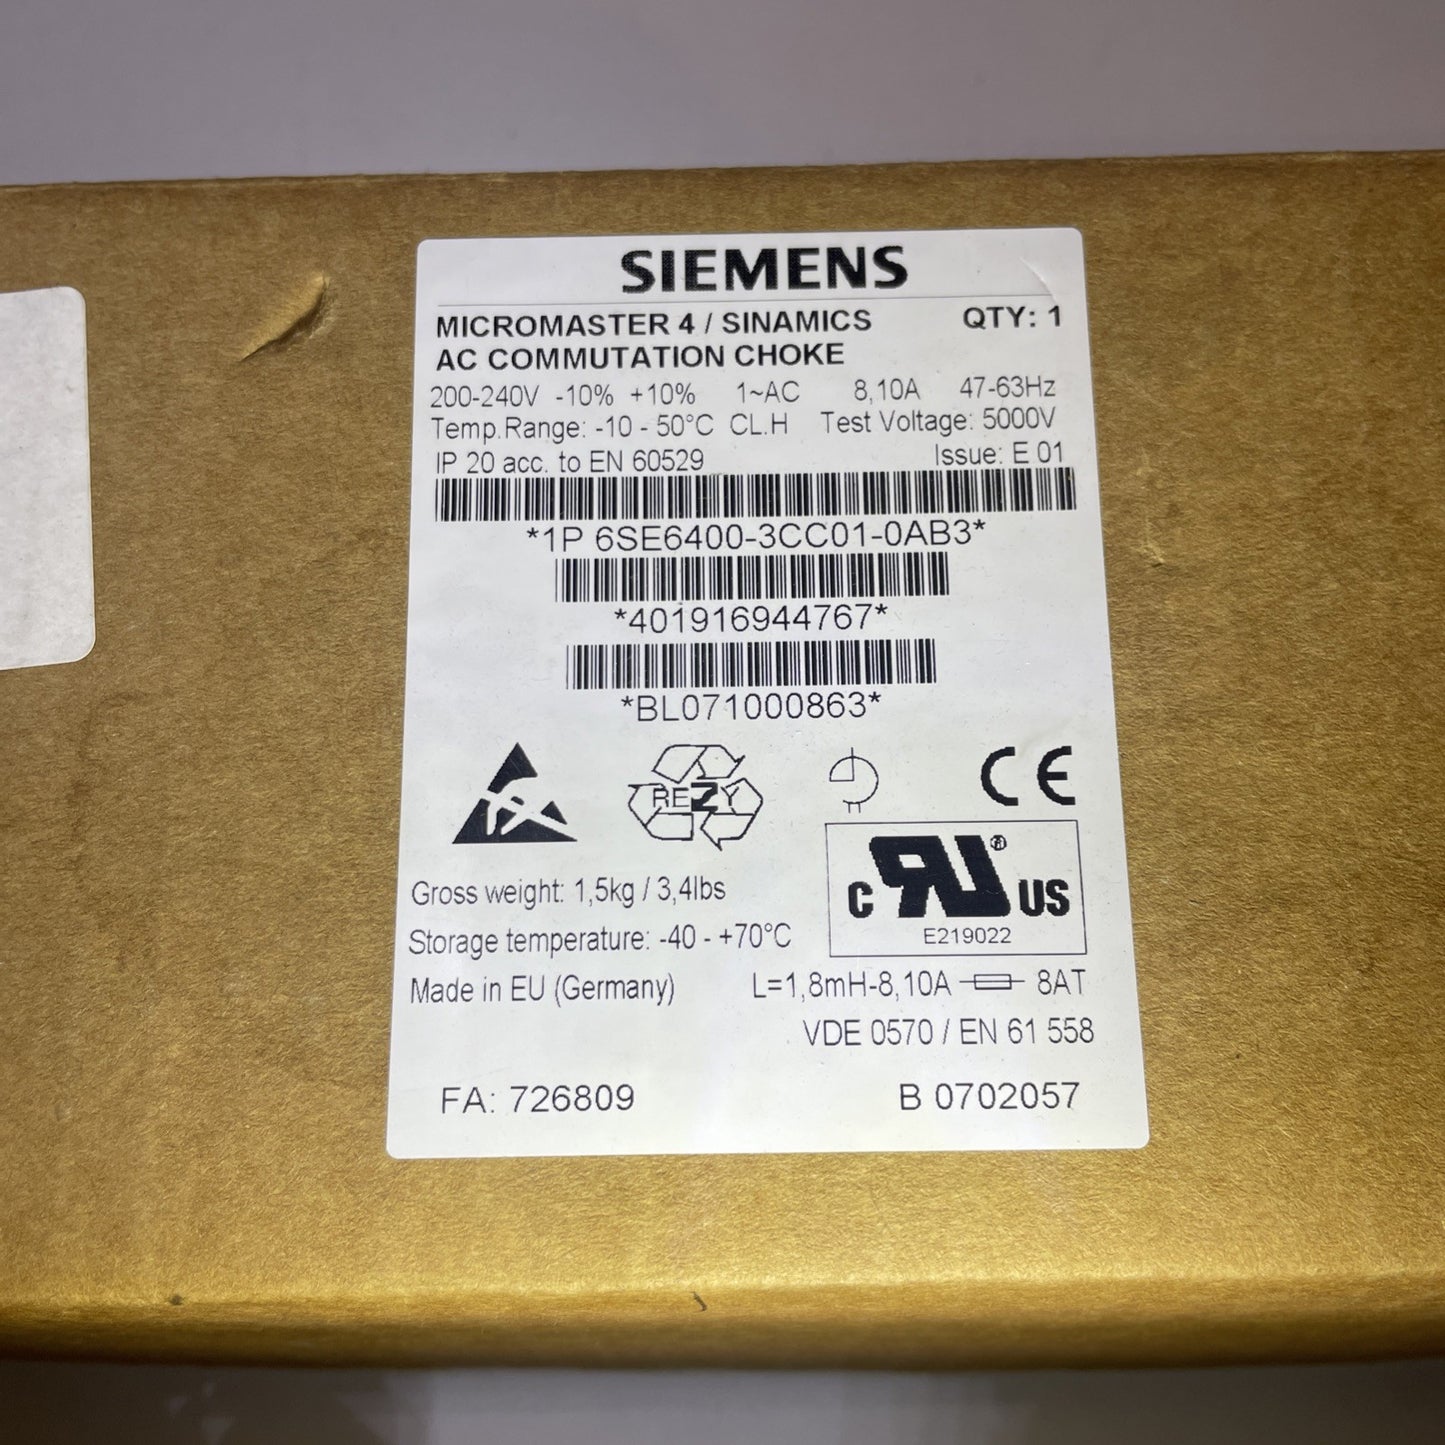 SIEMENS
MICROMASTER 4 / SINAMICS QTY: 1
AC COMMUTATION CHOKE
200-240V -10% +10% 1~AC 8,10A 47-63Hz
Temp.Range: -10 - 50°C CL.H Test Voltage: 5000V
IP 20 acc. to EN 60529 Issue: E 01
*1P 6SE6400-3CC01-0AB3*
*401916944767*
*BL071000863*
REZY
CE
C RU ® US
E219022
Gross weight: 1,5kg / 3,4lbs
Storage temperature: -40 - +70°C
Made in EU (Germany) L=1,8mH-8,10A 8AT
VDE 0570 / EN 61 558
FA: 726809 B 0702057